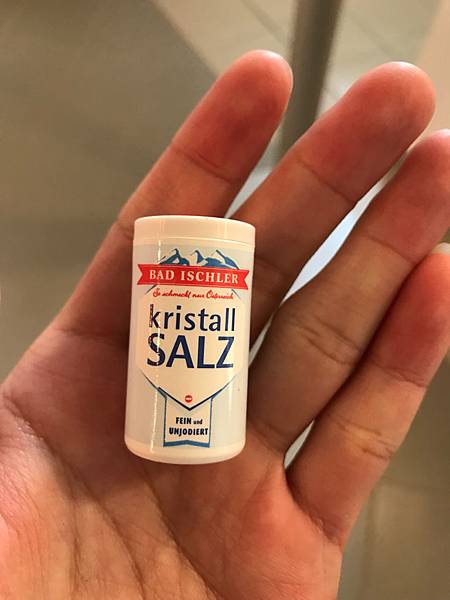 BAD ISCHLER
So schmeckt nur Österreich
kristall
SALZ
FEIN und
UNJODIERT